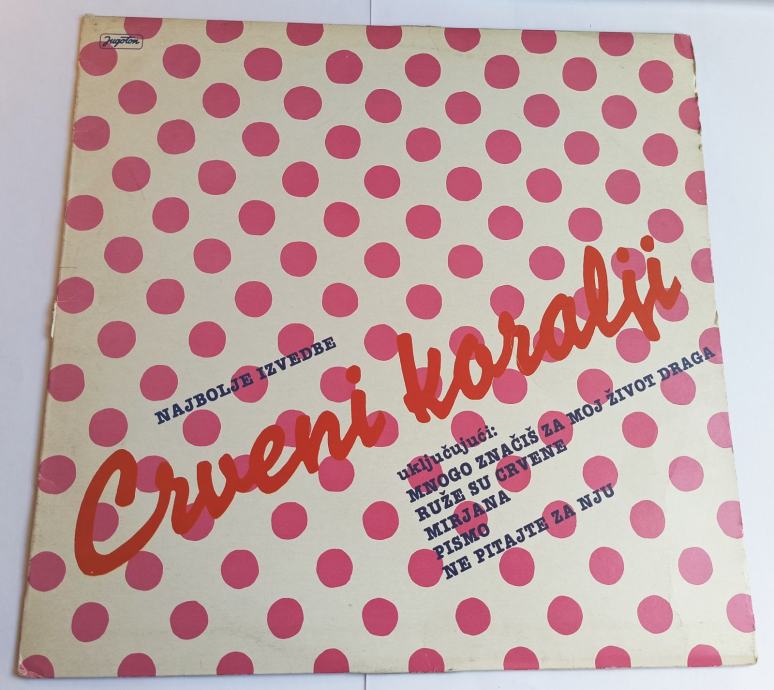 Jugoton
NAJBOLJE IZVEDBE
Crveni koralji
uključujući:
MNOGO ZNAČIŠ ZA MOJ ŽIVOT DRAGA
RUŽE SU CRVENE
MIRJANA
PISMO
NE PITAJTE ZA NJU